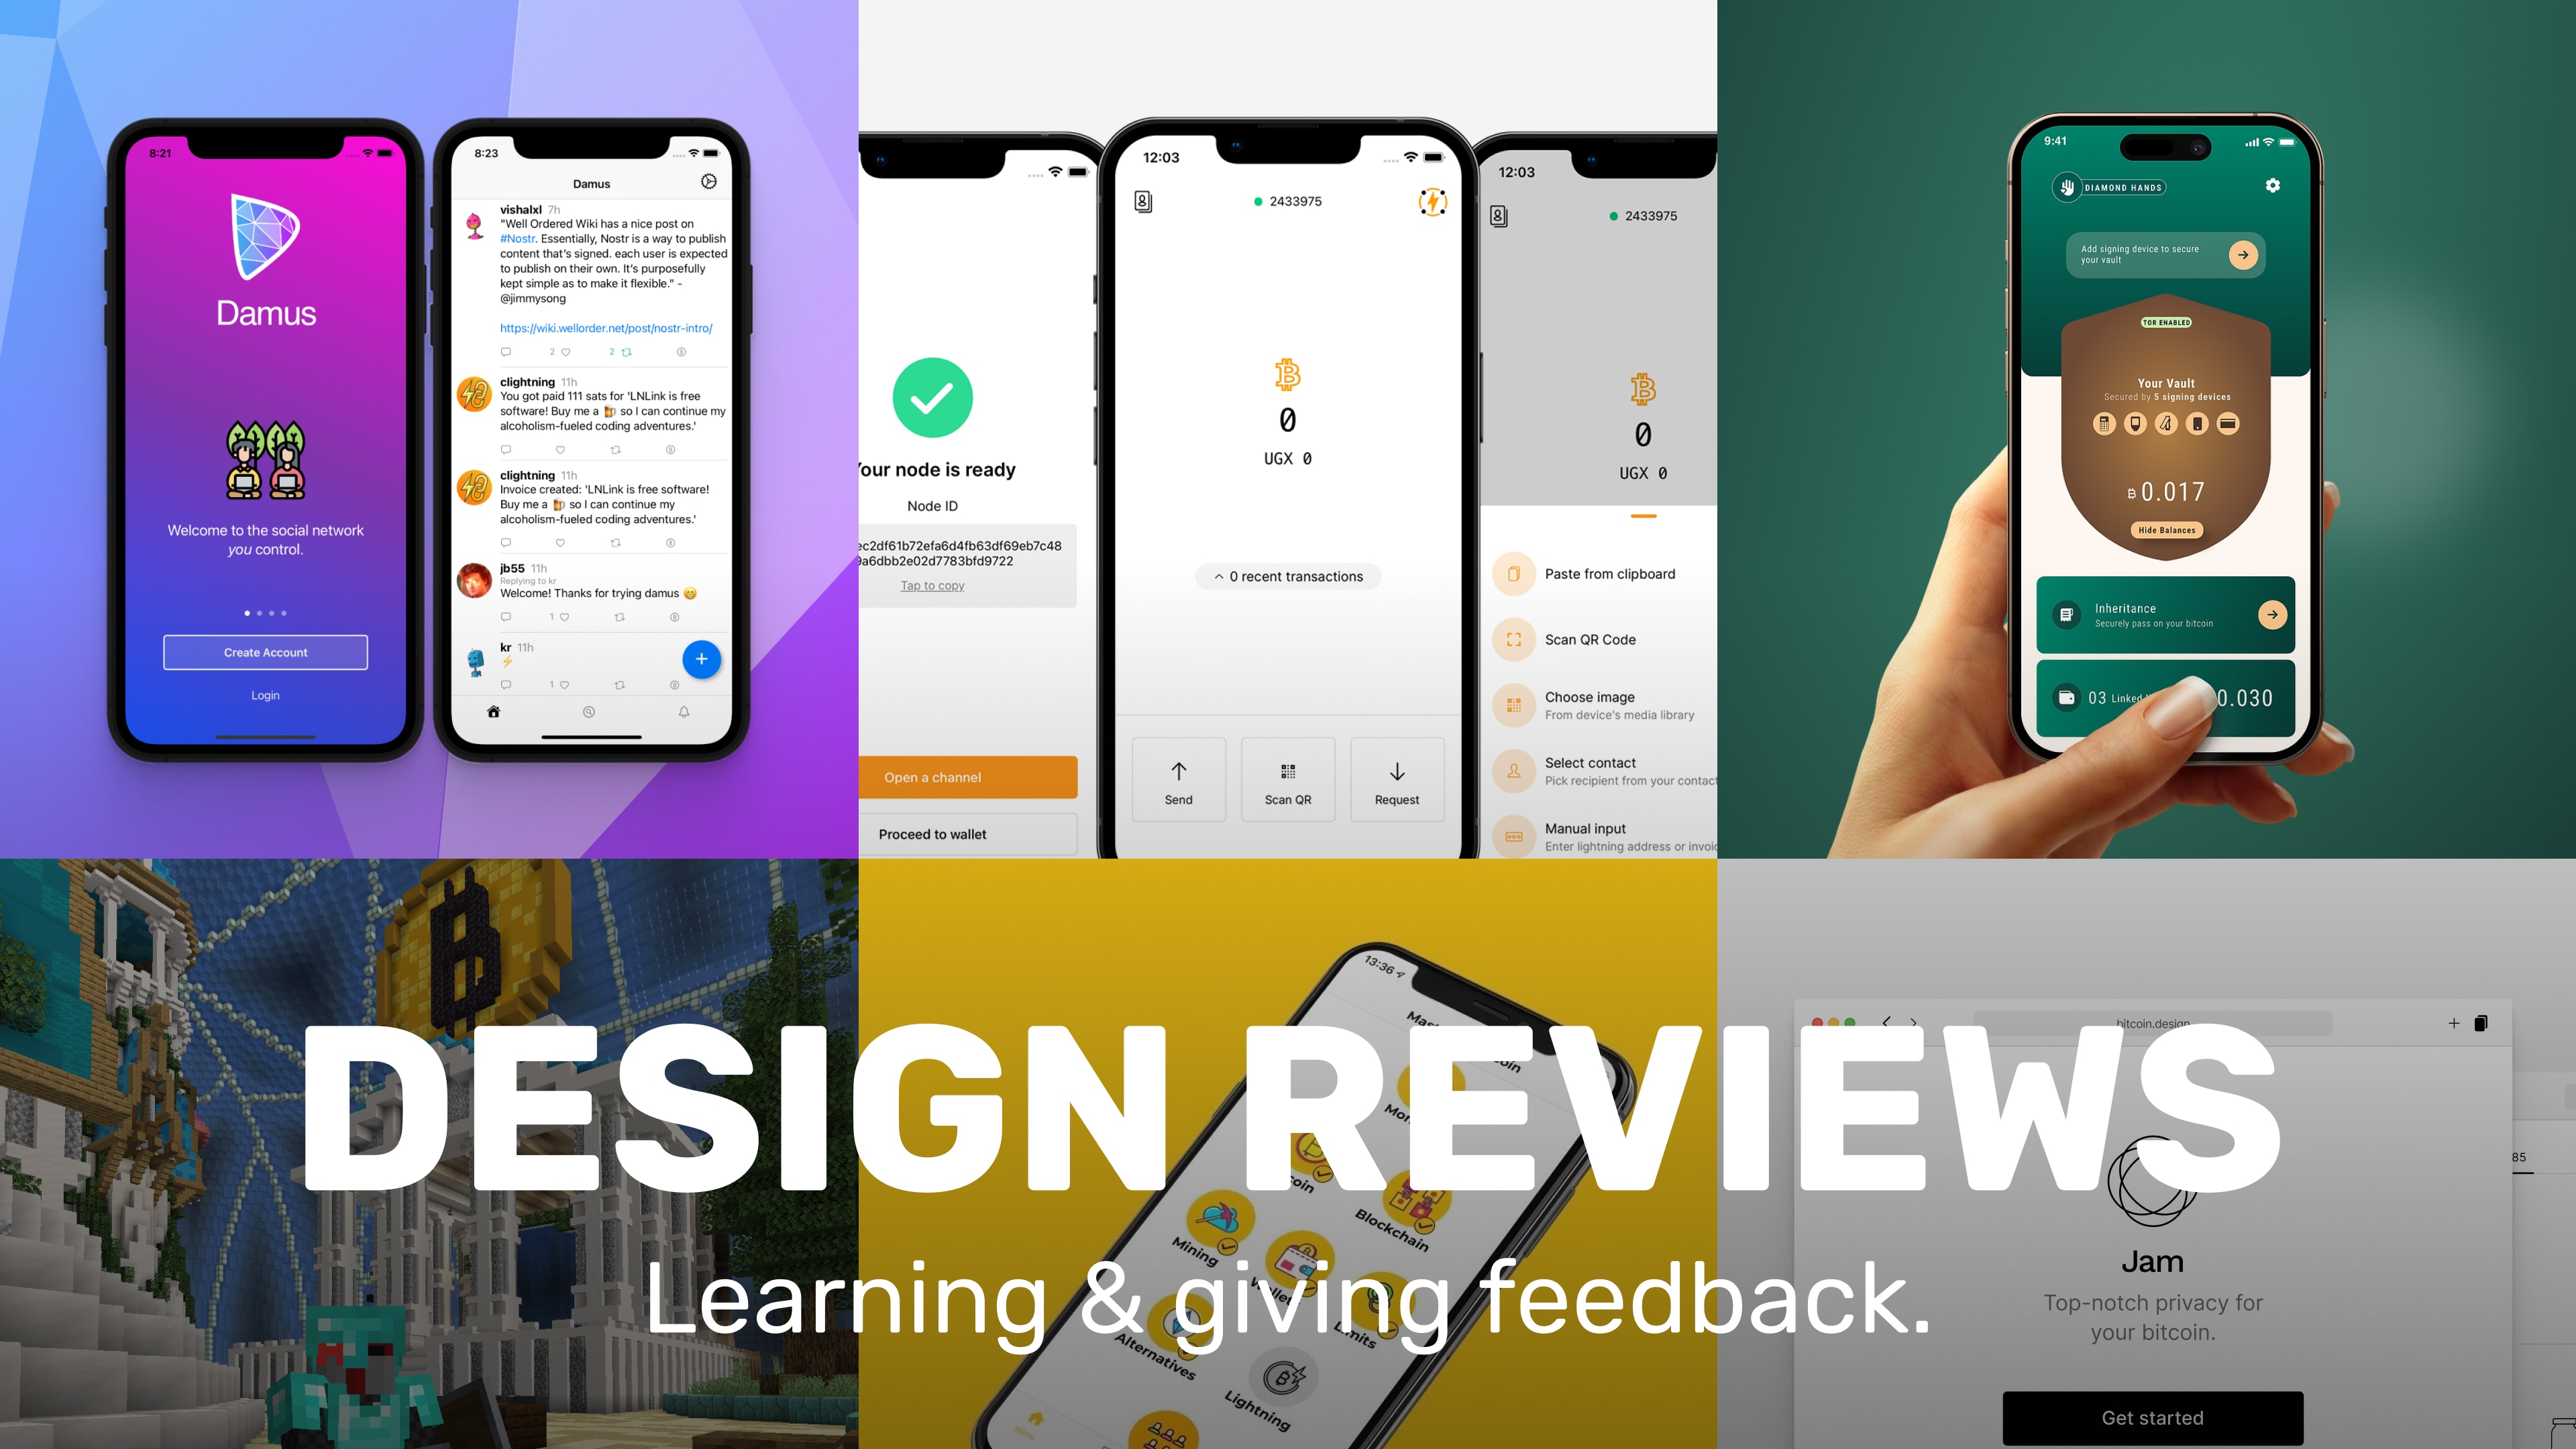 8:21
Damus
Welcome to the social network
you control.
Create Account
Login
8:23
Damus
vishalxl 7h
"Well Ordered Wiki has a nice post on
#Nostr. Essentially, Nostr is a way to publish
content that's signed. each user is expected
to publish on their own. It's purposefully
kept simple as to make it flexible." -
@jimmysong
https://wiki.wellorder.net/post/nostr-intro/
2 2
clightning 11h
You got paid 111 sats for 'LNLink is free
software! Buy me a 🍺 so I can continue my
alcoholism-fueled coding adventures.'
clightning 11h
Invoice created: 'LNLink is free software!
Buy me a 🍺 so I can continue my
alcoholism-fueled coding adventures.'
jb55 11h
Replying to kr
Welcome! Thanks for trying damus 😁
1
kr 11h
⚡
1
+
Your node is ready
Node ID
ec2df61b72efa6d4fb63df69eb7c48
9a6dbb2e02d7783bfd9722
Tap to copy
Open a channel
Proceed to wallet
12:03
2433975
0
UGX 0
0 recent transactions
Send
Scan QR
Request
12:03
2433975
0
UGX 0
Paste from clipboard
Scan QR Code
Choose image
From device's media library
Select contact
Pick recipient from your contact
Manual input
Enter lightning address or invoic
9:41
DIAMOND HANDS
Add signing device to secure
your vault
TOR ENABLED
Your Vault
Secured by 5 signing devices
₿ 0.017
Hide Balances
Inheritance
Securely pass on your bitcoin
03 Linked
0.030
13:36
Mining
Blockchain
Alternatives
Limits
Lightning
bitcoin.design
85
Jam
Top-notch privacy for
your bitcoin.
Get started
DESIGN REVIEWS
Learning & giving feedback.